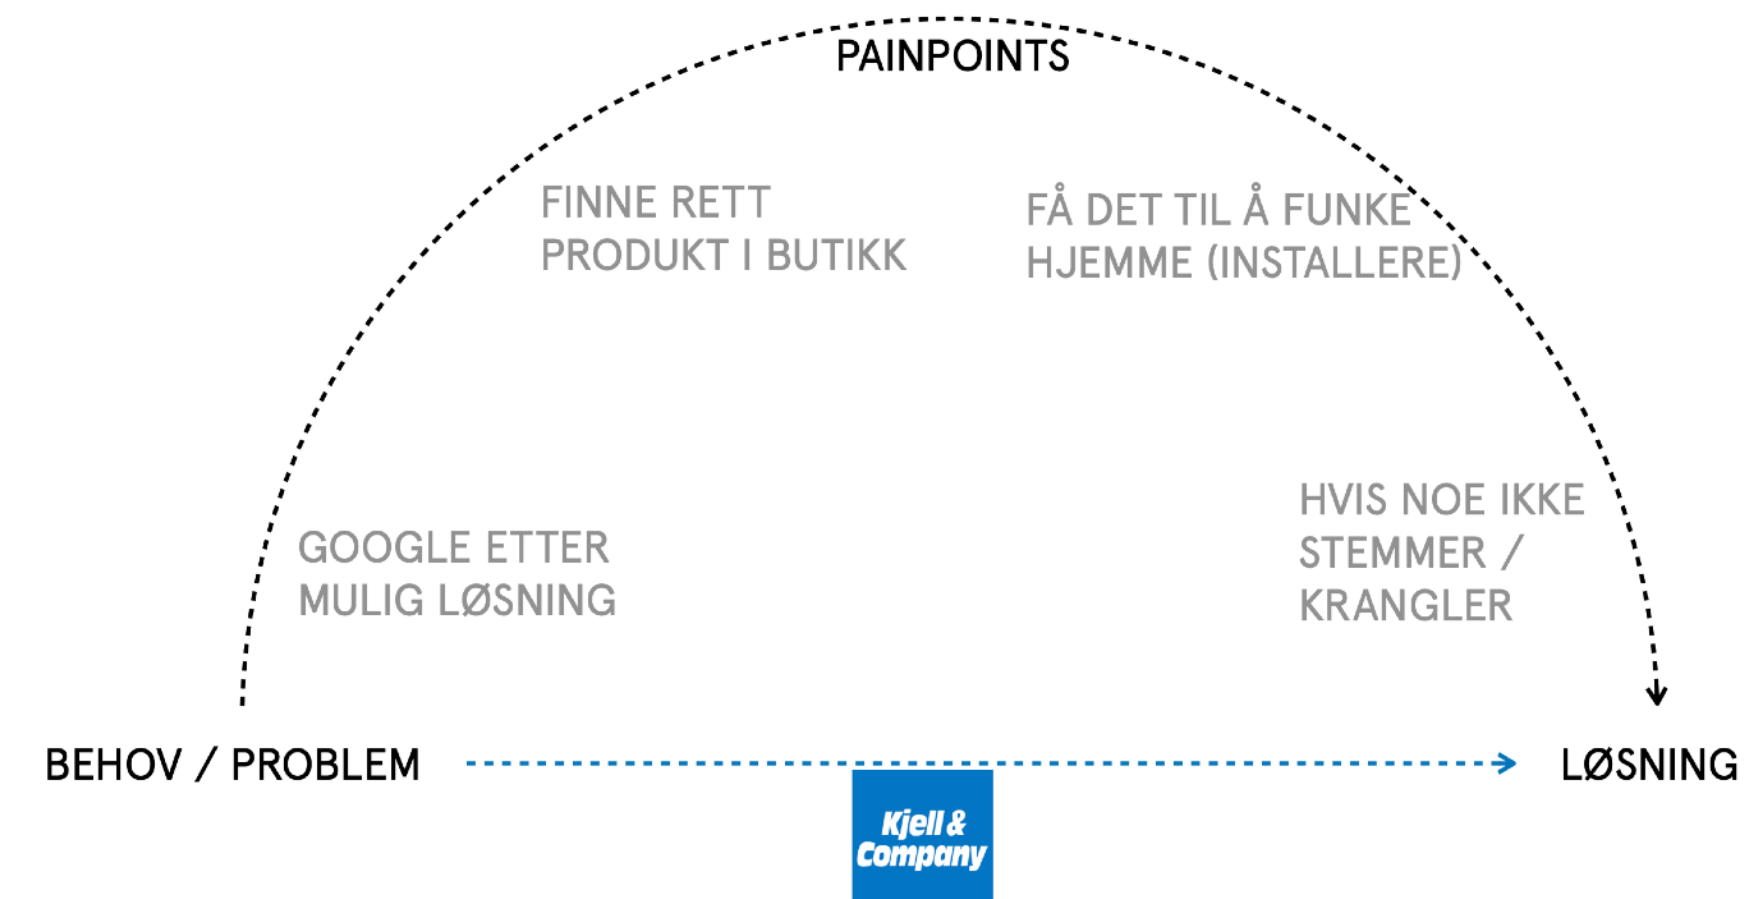 PAINPOINTS
FINNE RETT
PRODUKT I BUTIKK
FÅ DET TIL Å FUNKE
HJEMME (INSTALLERE)
GOOGLE ETTER
MULIG LØSNING
HVIS NOE IKKE
STEMMER /
KRANGLER
BEHOV / PROBLEM
LØSNING
Kjell &
Company